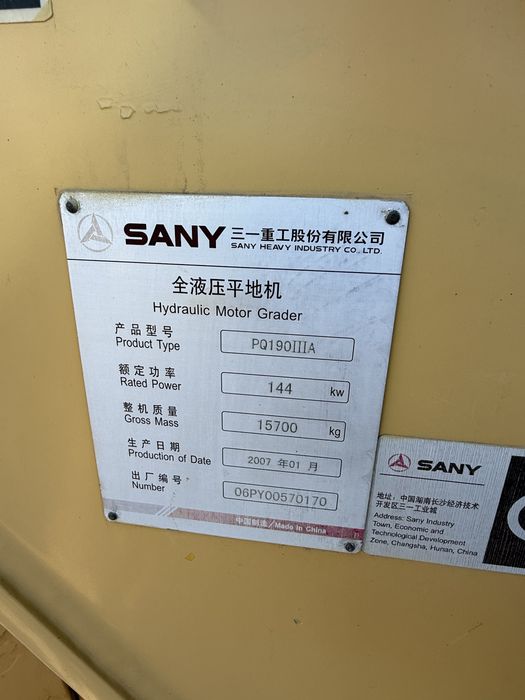 SANY 三一重工股份有限公司
SANY HEAVY INDUSTRY CO., LTD.
全液压平地机
Hydraulic Motor Grader
产品型号
Product Type PQ190IIIA
额定功率
Rated Power 144 kw
整机质量
Gross Mass 15700 kg
生产日期
Production of Date 2007 年01 月
出厂编号
Number 06PY00570170
中国制造/Made In China
SANY
地址:中国湖南长沙经济技术
开发区三一工业城
Address: Sany Industry
Town, Economic and
Technological Development
Zone, Changsha, Hunan, China